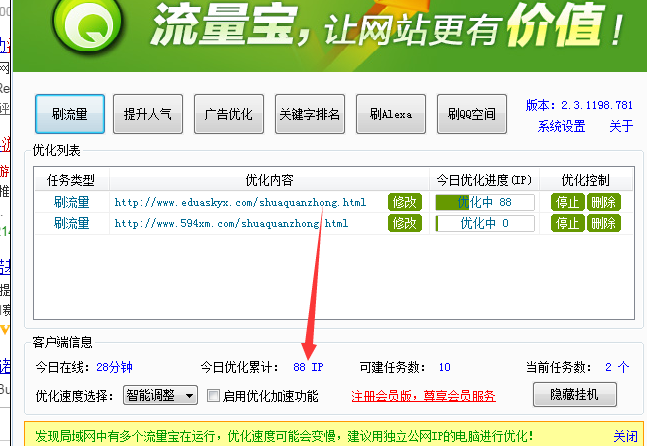 流量宝，让网站更有价值！
刷流量 提升人气 广告优化 关键字排名 刷Alexa 刷QQ空间
版本: 2.3.1198.781
系统设置 关于
优化列表
任务类型 优化内容 今日优化进度(IP) 优化控制
刷流量 http://www.eduaskyx.com/shuaquanzhong.html 修改 优化中 88 停止 删除
刷流量 http://www.594xm.com/shuaquanzhong.html 修改 优化中 0 停止 删除
客户端信息
今日在线: 28分钟 今日优化累计: 88 IP 可建任务数: 10 当前任务数: 2 个
优化速度选择: 智能调整 启用优化加速功能 注册会员版，尊享会员服务 隐藏挂机
发现局域网中有多个流量宝在运行，优化速度可能会变慢，建议用独立公网IP的电脑进行优化！ 关闭